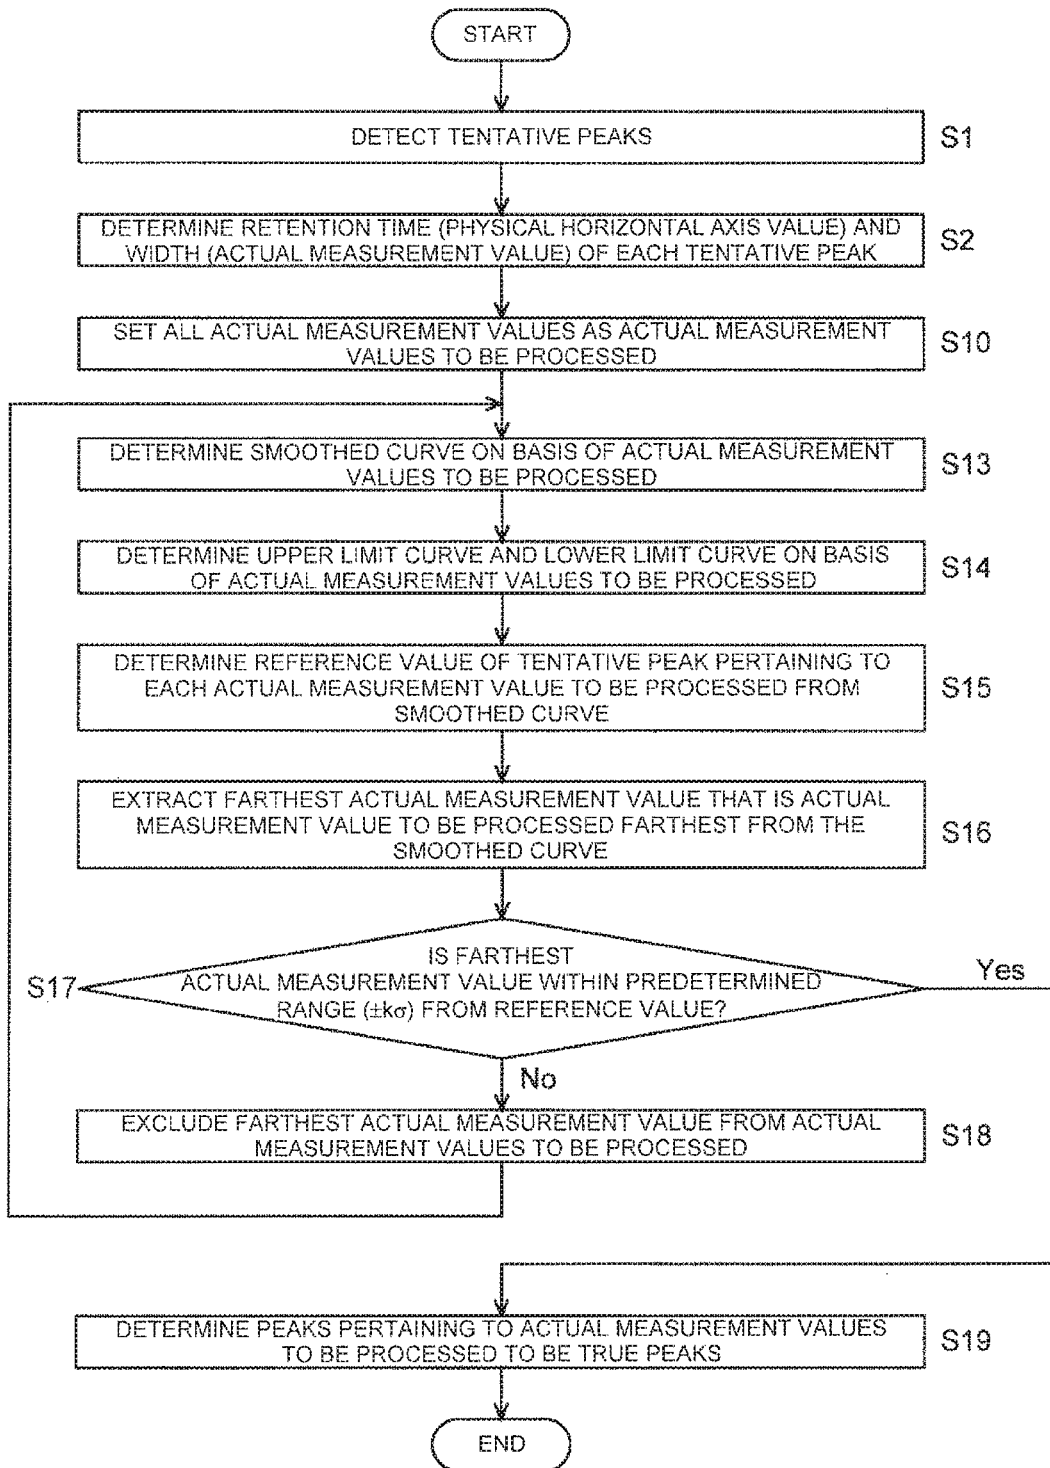 START
DETECT TENTATIVE PEAKS
S1
DETERMINE RETENTION TIME (PHYSICAL HORIZONTAL AXIS VALUE) AND
WIDTH (ACTUAL MEASUREMENT VALUE) OF EACH TENTATIVE PEAK
S2
SET ALL ACTUAL MEASUREMENT VALUES AS ACTUAL MEASUREMENT
VALUES TO BE PROCESSED
S10
DETERMINE SMOOTHED CURVE ON BASIS OF ACTUAL MEASUREMENT
VALUES TO BE PROCESSED
S13
DETERMINE UPPER LIMIT CURVE AND LOWER LIMIT CURVE ON BASIS
OF ACTUAL MEASUREMENT VALUES TO BE PROCESSED
S14
DETERMINE REFERENCE VALUE OF TENTATIVE PEAK PERTAINING TO
EACH ACTUAL MEASUREMENT VALUE TO BE PROCESSED FROM
SMOOTHED CURVE
S15
EXTRACT FARTHEST ACTUAL MEASUREMENT VALUE THAT IS ACTUAL
MEASUREMENT VALUE TO BE PROCESSED FARTHEST FROM THE
SMOOTHED CURVE
S16
IS FARTHEST
ACTUAL MEASUREMENT VALUE WITHIN PREDETERMINED
RANGE (±kσ) FROM REFERENCE VALUE?
S17
Yes
No
EXCLUDE FARTHEST ACTUAL MEASUREMENT VALUE FROM ACTUAL
MEASUREMENT VALUES TO BE PROCESSED
S18
DETERMINE PEAKS PERTAINING TO ACTUAL MEASUREMENT VALUES
TO BE PROCESSED TO BE TRUE PEAKS
S19
END